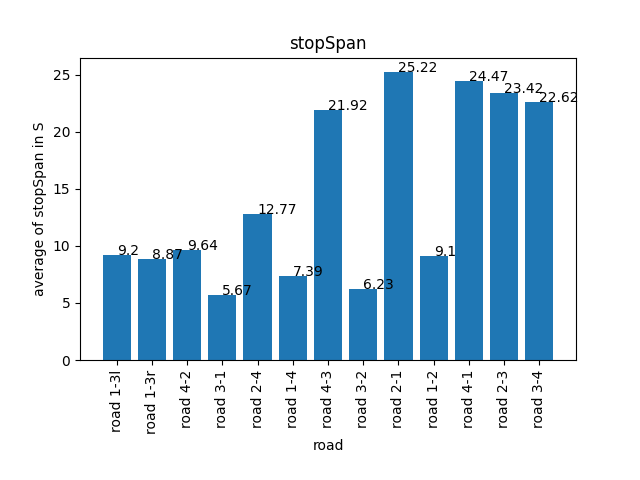 stopSpan
average of stopSpan in S
25
20
15
10
5
0
9.2
8.87
9.64
5.67
12.77
7.39
21.92
6.23
25.22
9.1
24.47
23.42
22.62
road 1-3l
road 1-3r
road 4-2
road 3-1
road 2-4
road 1-4
road 4-3
road 3-2
road 2-1
road 1-2
road 4-1
road 2-3
road 3-4
road